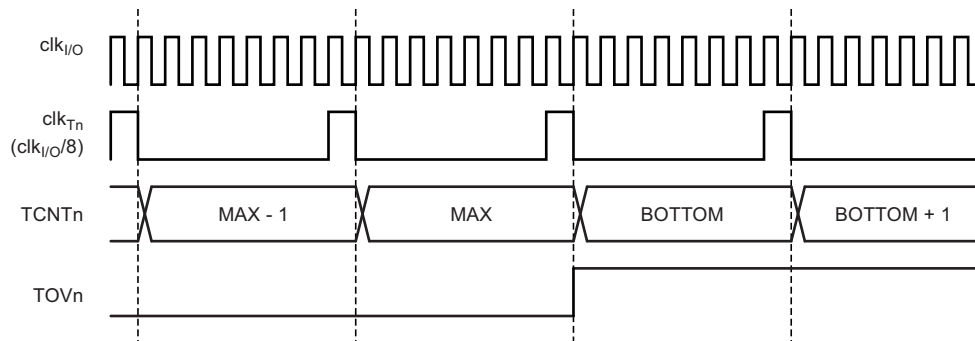 clkI/O
clkTn
(clkI/O/8)
TCNTn MAX - 1 MAX BOTTOM BOTTOM + 1
TOVn